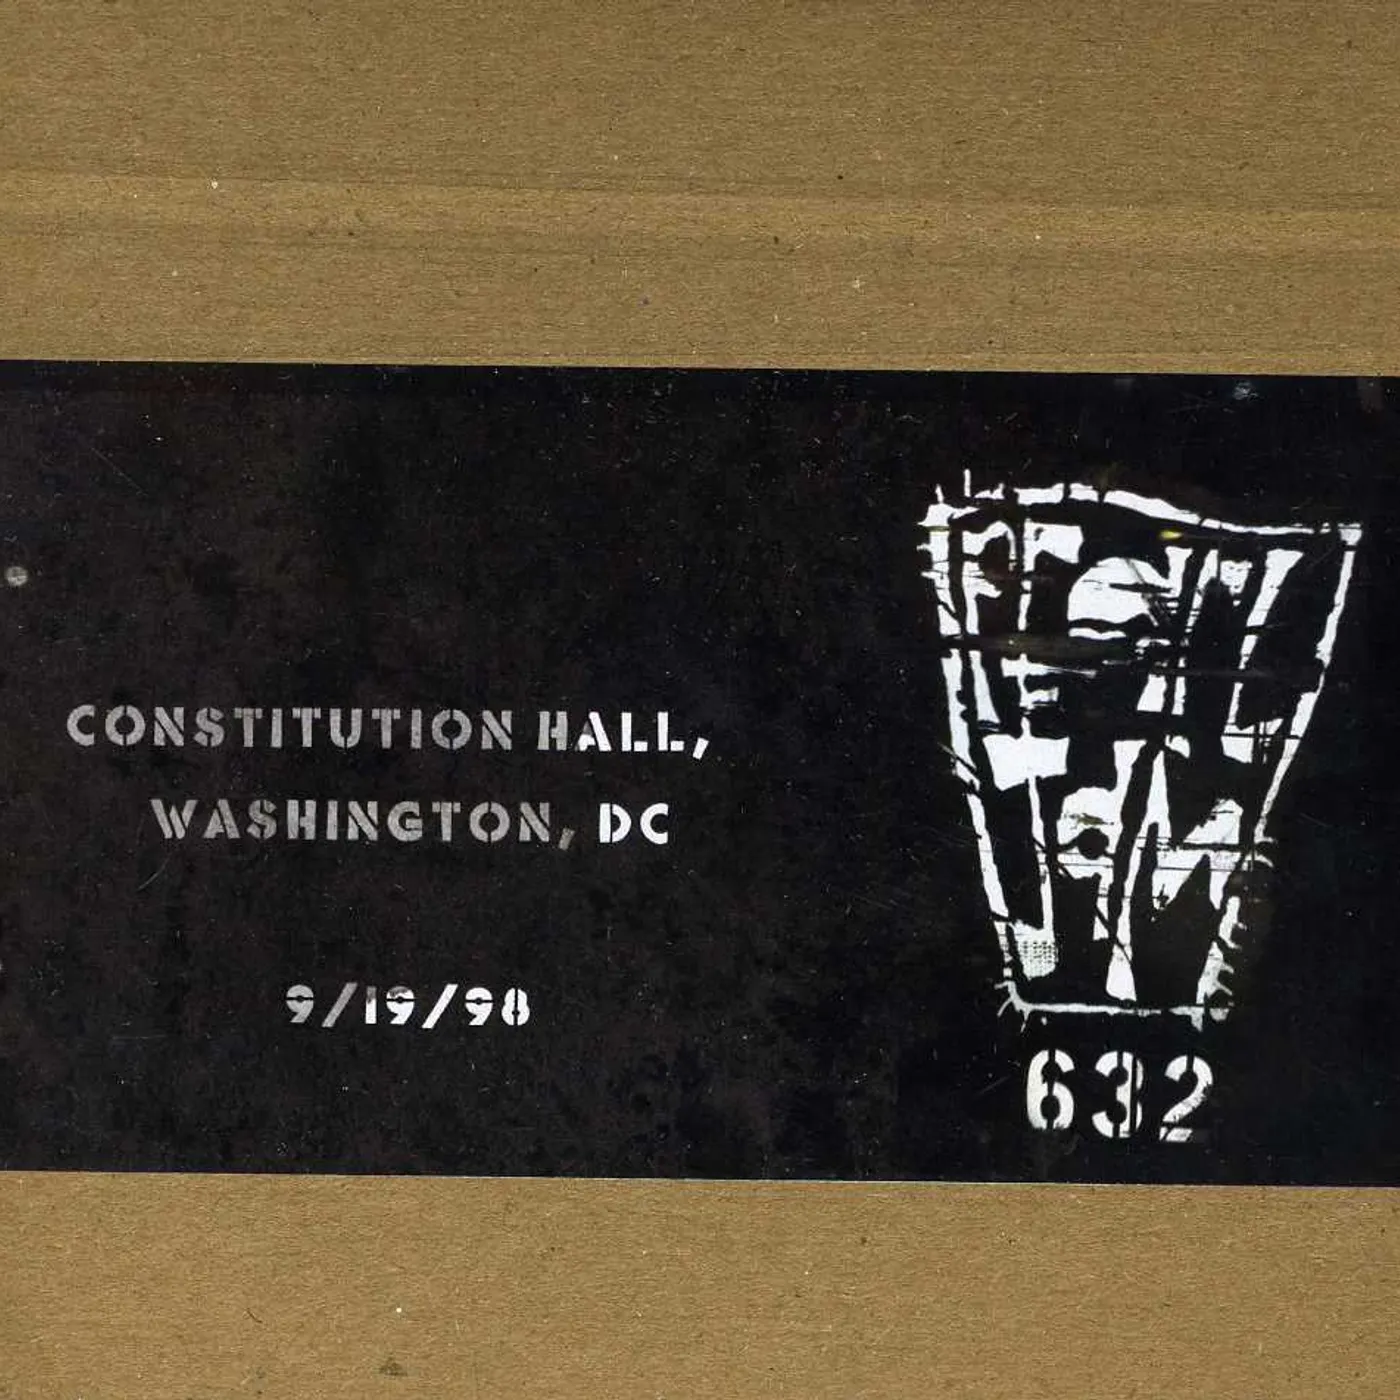 CONSTITUTION HALL,
WASHINGTON, DC
9/19/98
632